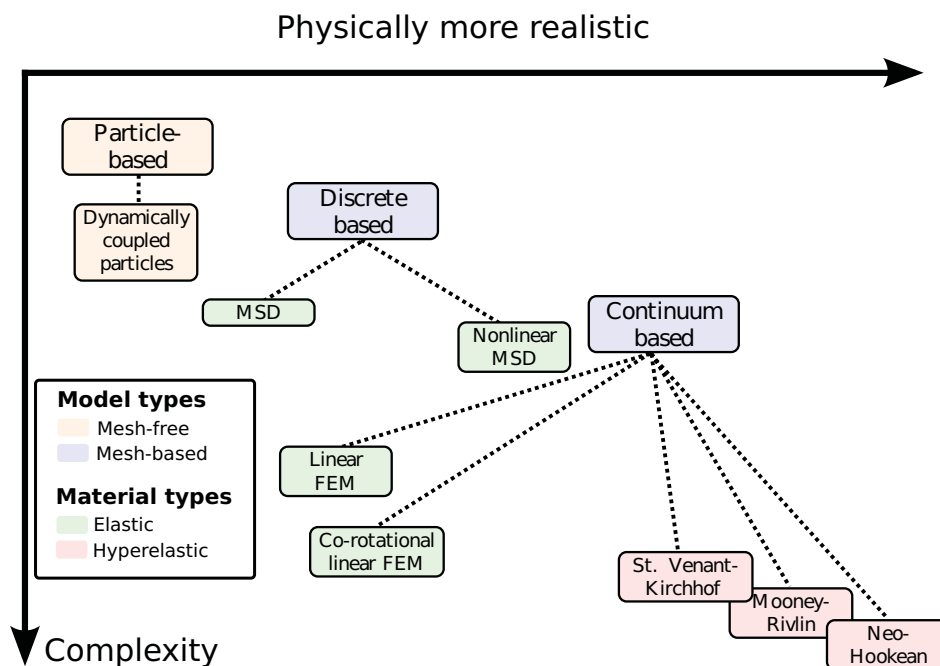 Physically more realistic
Particle-
based
Dynamically
coupled
particles
Discrete
based
MSD
Nonlinear
MSD
Continuum
based
Model types
Mesh-free
Mesh-based
Material types
Elastic
Hyperelastic
Linear
FEM
Co-rotational
linear FEM
St. Venant-
Kirchhof
Mooney-
Rivlin
Neo-
Hookean
Complexity